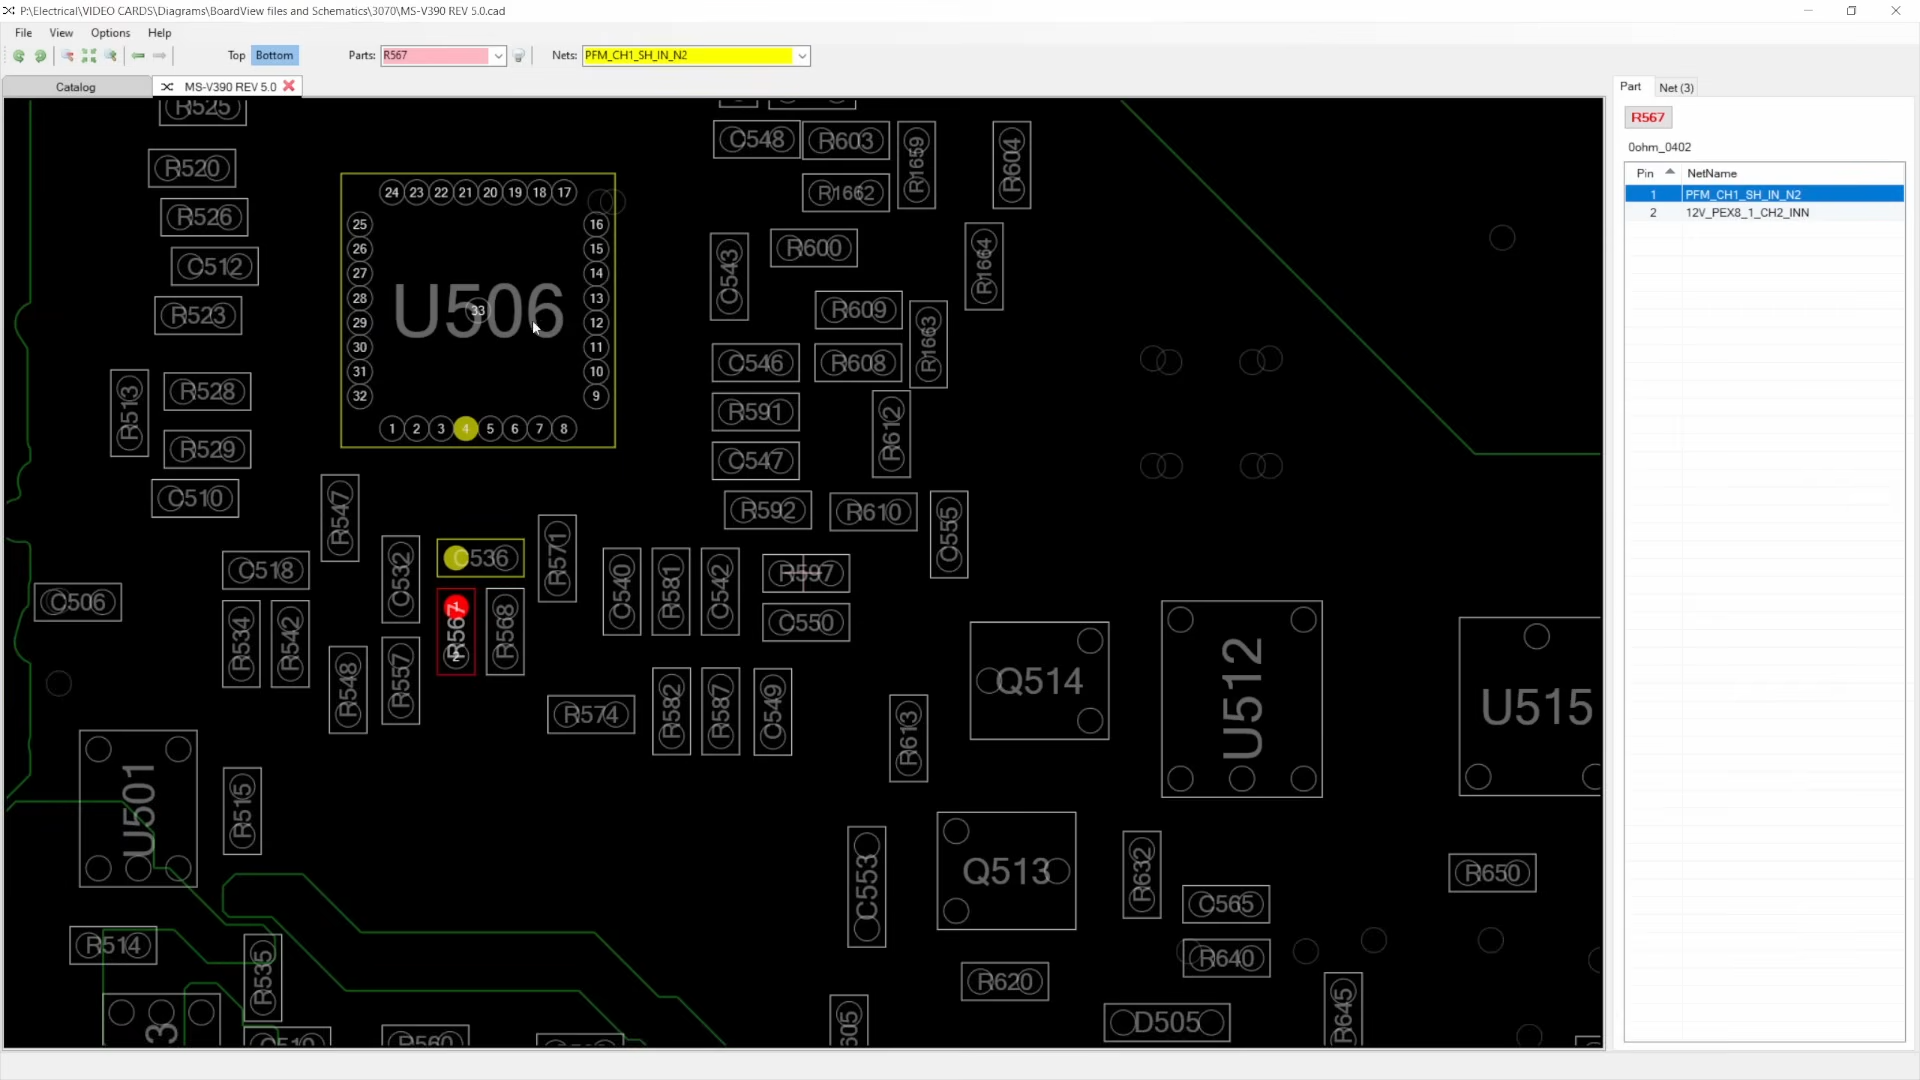 P:\Electrical\VIDEO CARDS\Diagrams\BoardView files and Schematics\3070\MS-V390 REV 5.0.cad
File View Options Help
Top Bottom Parts: R567 Nets: PFM_CH1_SH_IN_N2
Catalog MS-V390 REV 5.0
Part Net (3)
R567
0ohm_0402
Pin NetName
1 PFM_CH1_SH_IN_N2
2 12V_PEX8_1_CH2_INN
R525
C548 R603 R1659 R604
R520
24 23 22 21 20 19 18 17
R1662
R526
25 16
26 15
R600
C512
27 14
C543 R1664
28 13
U506
33
R523
29 12
R609
30 11
R1663
C546 R608
31 10
32 9
R528
R513
R591
1 2 3 4 5 6 7 8
R612
R529
C547
C510
R547
R592 R610 C555
C536
R571
C518
C532
R597
C540 R581 C542
C506
1
R567
2
R568
C550
R534 R542
R548 R557
Q514
U512
U515
R574
R582 R587 C549
R613
U501
R515
Q513
C553
R632
R650
C565
R514
R640
R535
R620
R645
D505
3
605
C510
R560